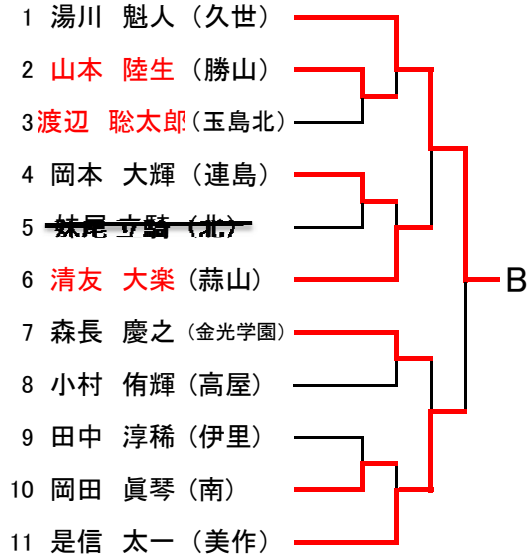 1 湯川 魁人 (久世)
2 山本 陸生 (勝山)
3 渡辺 聡太郎 (玉島北)
4 岡本 大輝 (連島)
5 妹尾 立騎 (北)
6 清友 大楽 (蒜山)
7 森長 慶之 (金光学園)
8 小村 侑輝 (高屋)
9 田中 淳稀 (伊里)
10 岡田 眞琴 (南)
11 是信 太一 (美作)
B